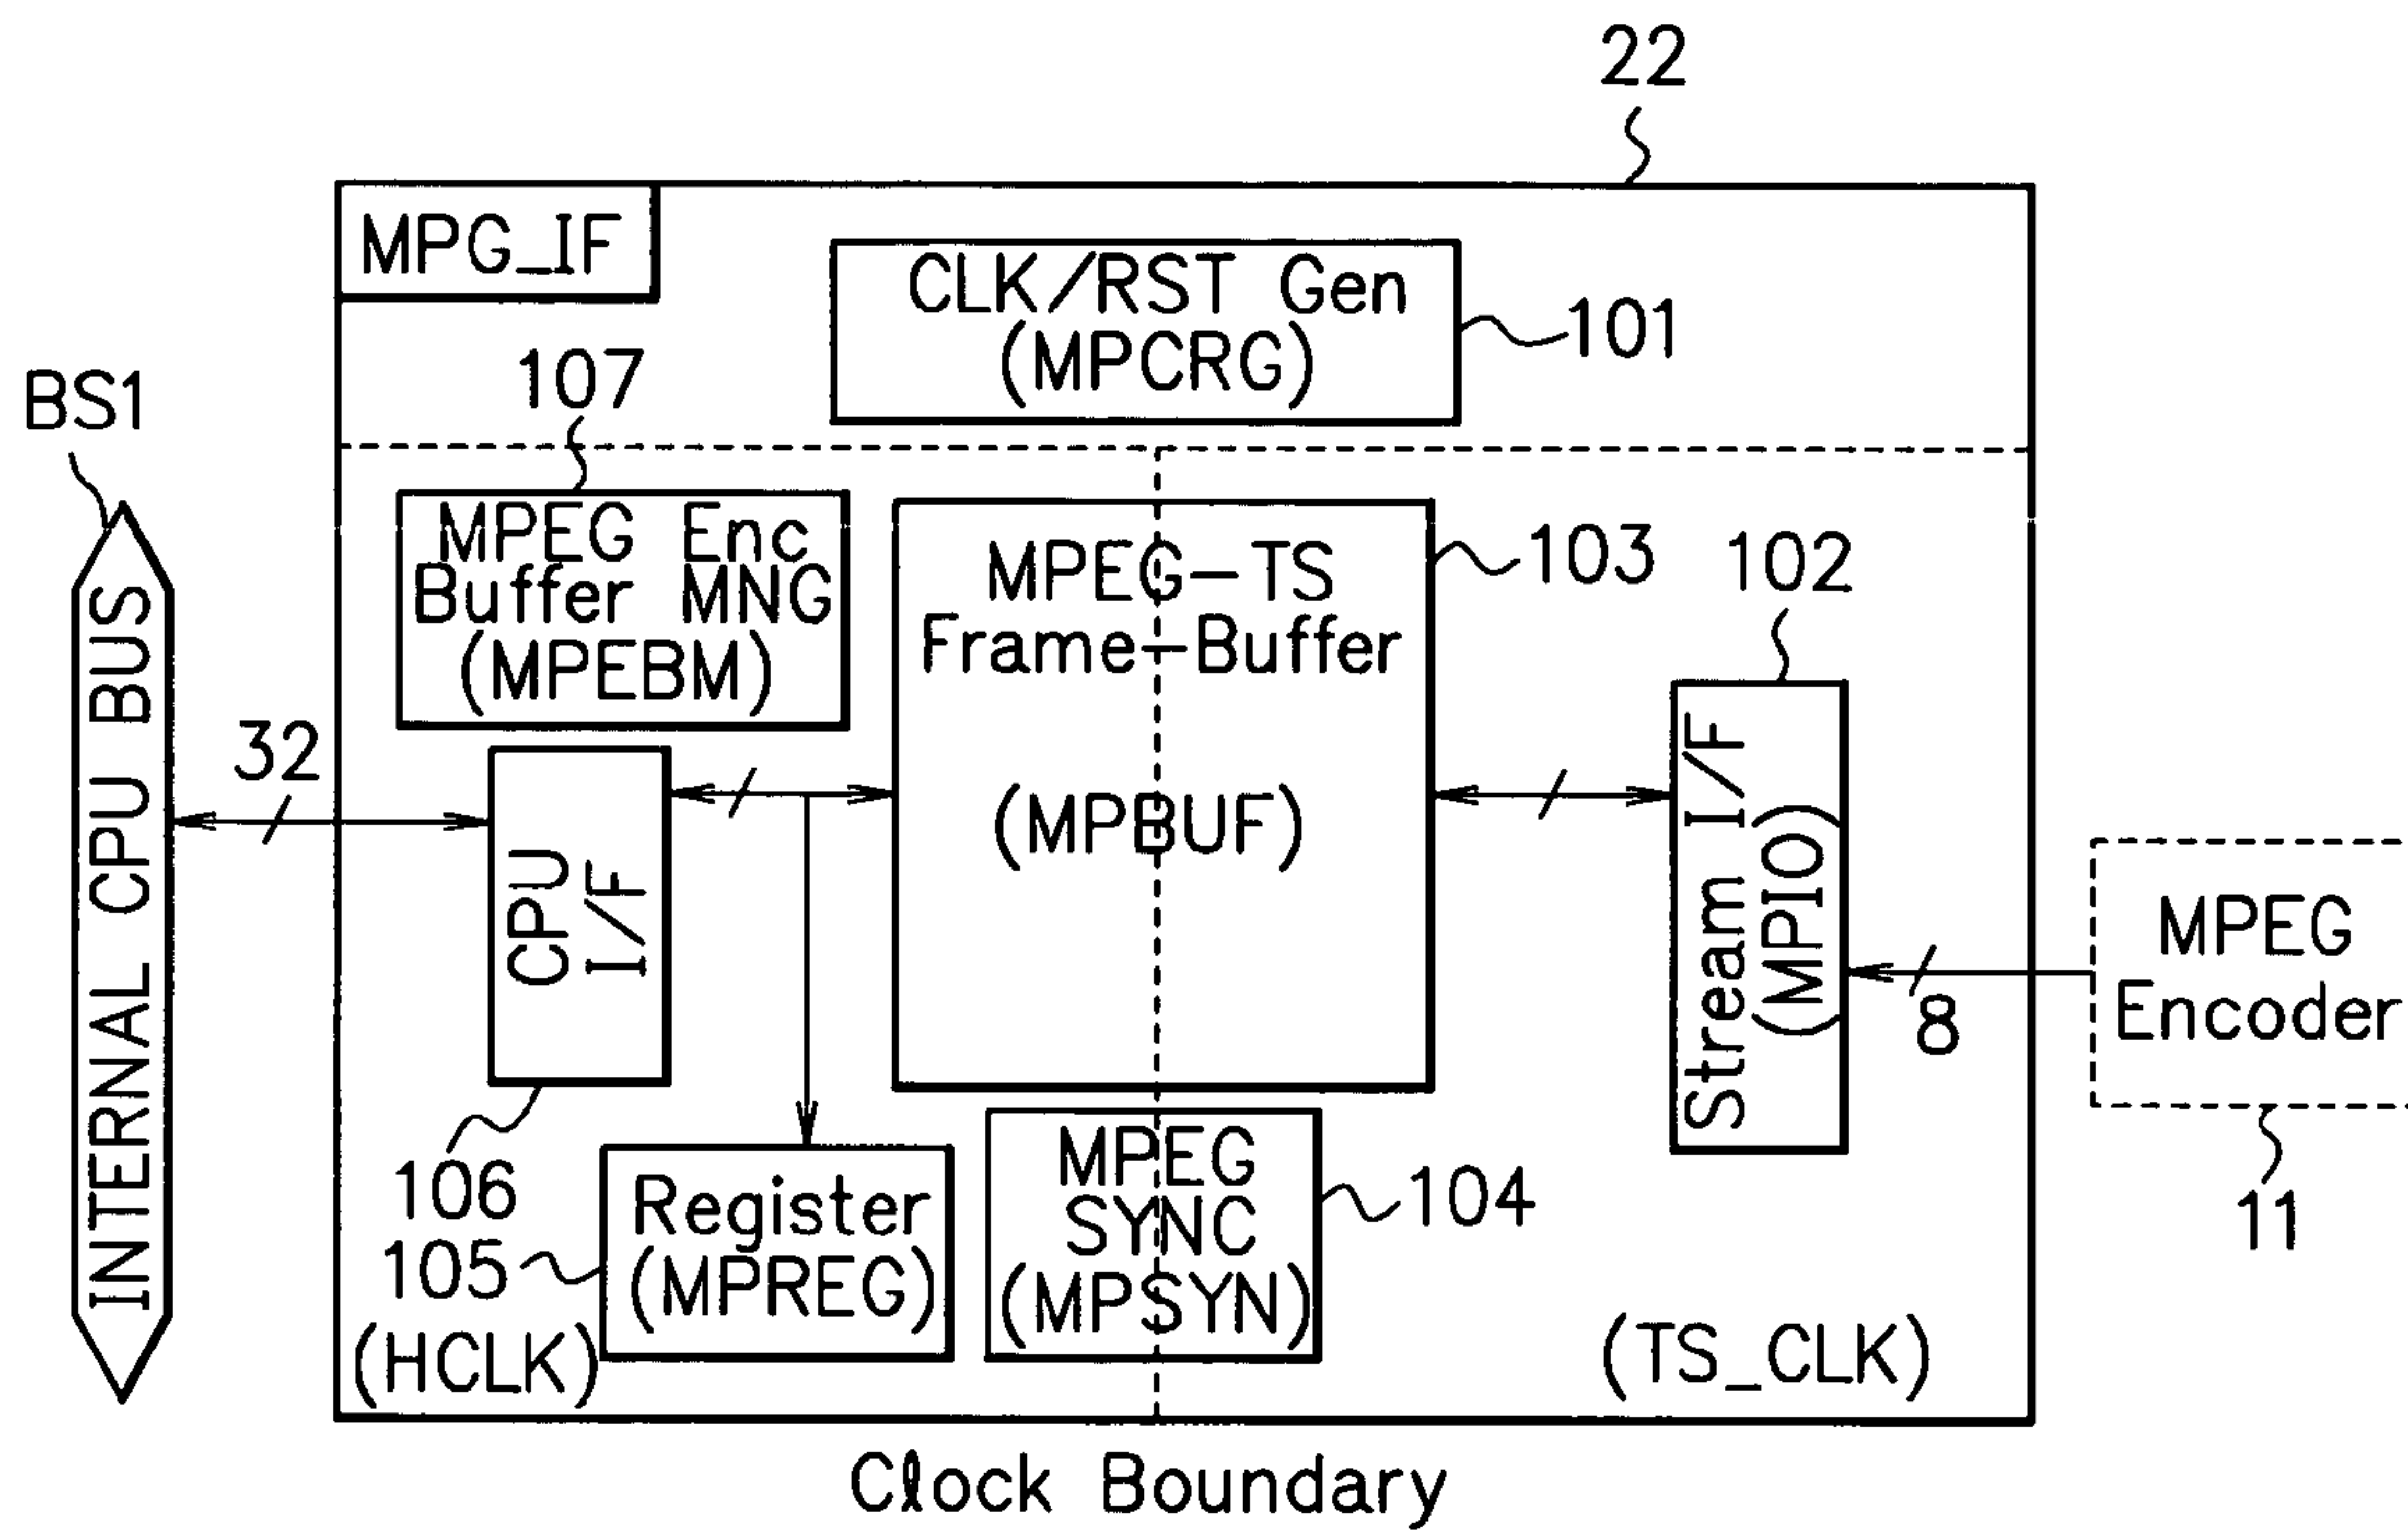 22
MPG_IF
CLK/RST Gen
(MPCRG)
101
107
BS1
MPEG Enc
Buffer MNG
(MPEBM)
MPEG-TS
Frame-Buffer
(MPBUF)
103
102
INTERNAL CPU BUS
32
CPU
I/F
Stream I/F
(MPIO)
8
MPEG
Encoder
11
106
105
Register
(MPREG)
MPEG
SYNC
(MPSYN)
104
(HCLK)
(TS_CLK)
Clock Boundary